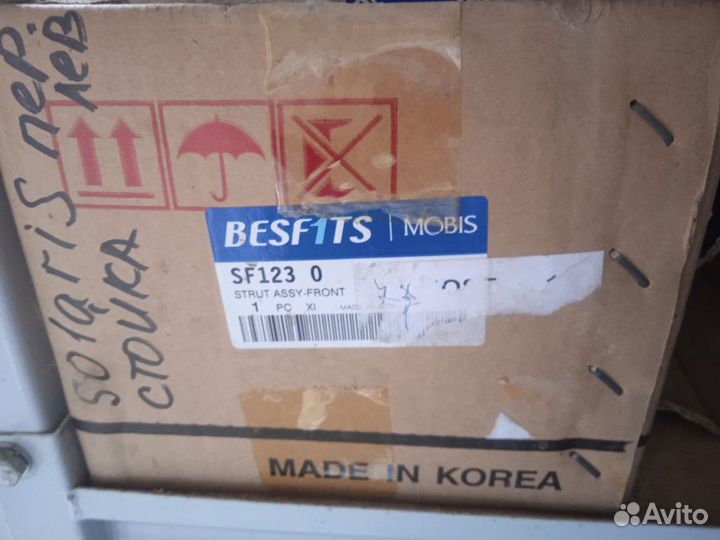 solaris пер.
лев
стойка
BESF1TS | MOBIS
SF123 0
STRUT ASSY-FRONT
1 PC XI
MADE IN KOREA
Avito